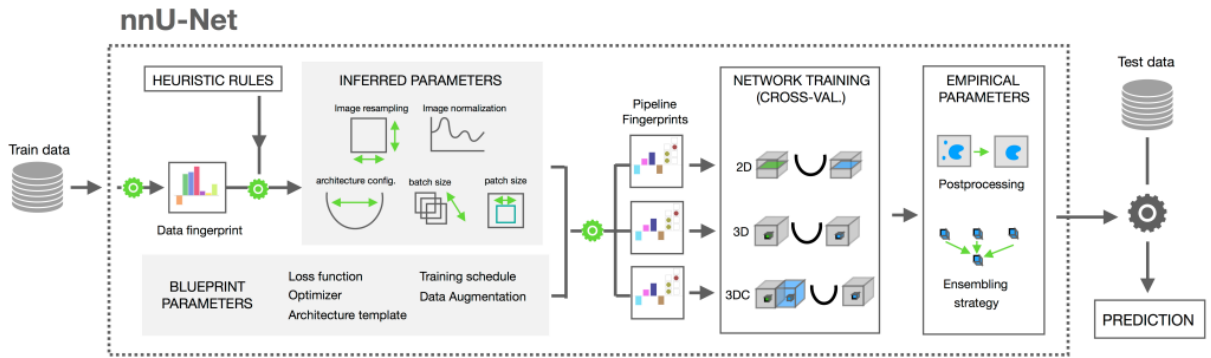 nnU-Net
Train data
HEURISTIC RULES
Data fingerprint
INFERRED PARAMETERS
Image resampling
Image normalization
architecture config.
batch size
patch size
BLUEPRINT
PARAMETERS
Loss function
Optimizer
Architecture template
Training schedule
Data Augmentation
Pipeline
Fingerprints
NETWORK TRAINING
(CROSS-VAL.)
2D
3D
3DC
EMPIRICAL
PARAMETERS
Postprocessing
Ensembling
strategy
Test data
PREDICTION